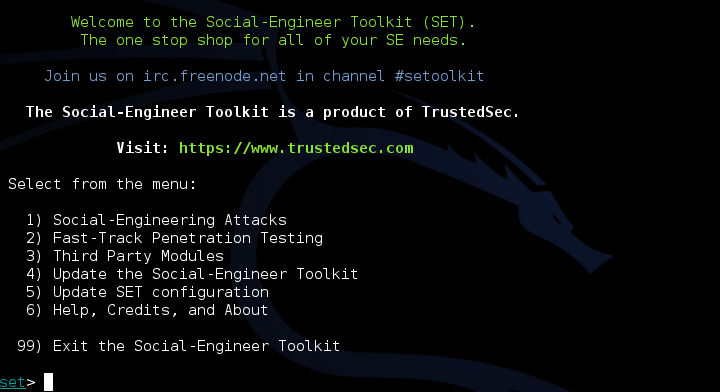 Welcome to the Social-Engineer Toolkit (SET).
The one stop shop for all of your SE needs.
Join us on irc.freenode.net in channel #setoolkit
The Social-Engineer Toolkit is a product of TrustedSec.
Visit: https://www.trustedsec.com
Select from the menu:
1) Social-Engineering Attacks
2) Fast-Track Penetration Testing
3) Third Party Modules
4) Update the Social-Engineer Toolkit
5) Update SET configuration
6) Help, Credits, and About
99) Exit the Social-Engineer Toolkit
set>